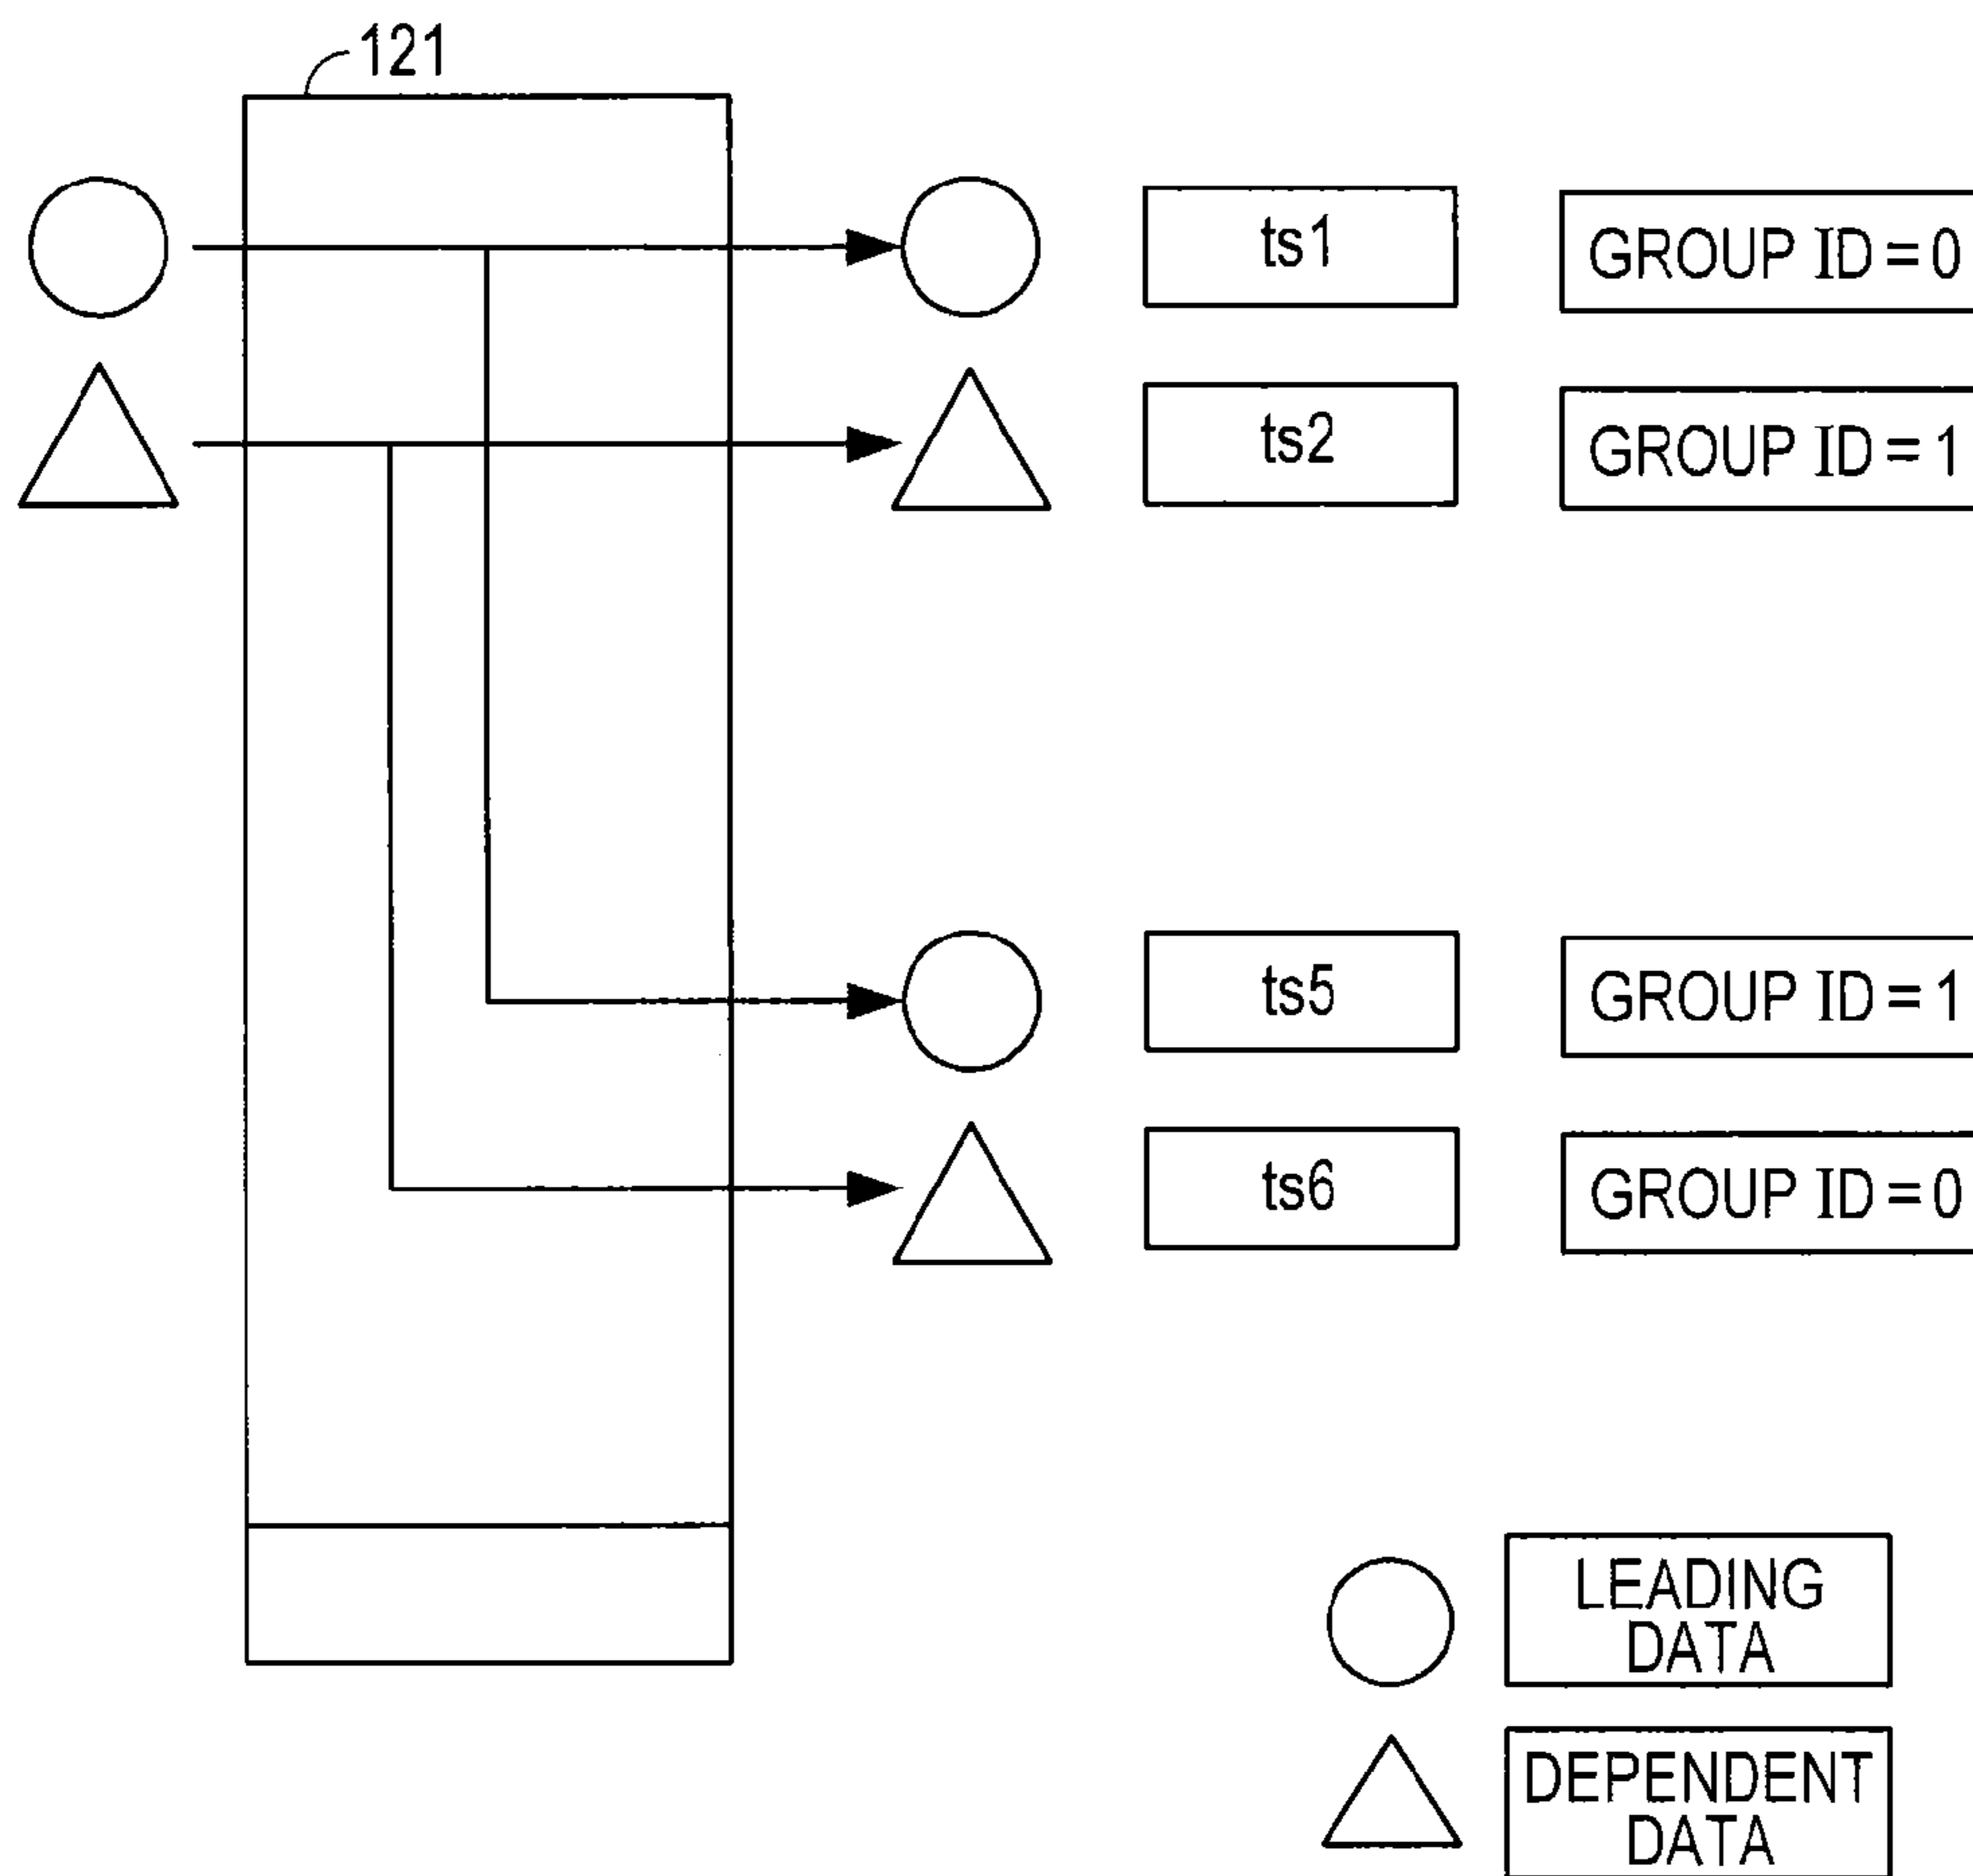 121
ts1
GROUP ID = 0
ts2
GROUP ID = 1
ts5
GROUP ID = 1
ts6
GROUP ID = 0
LEADING
DATA
DEPENDENT
DATA